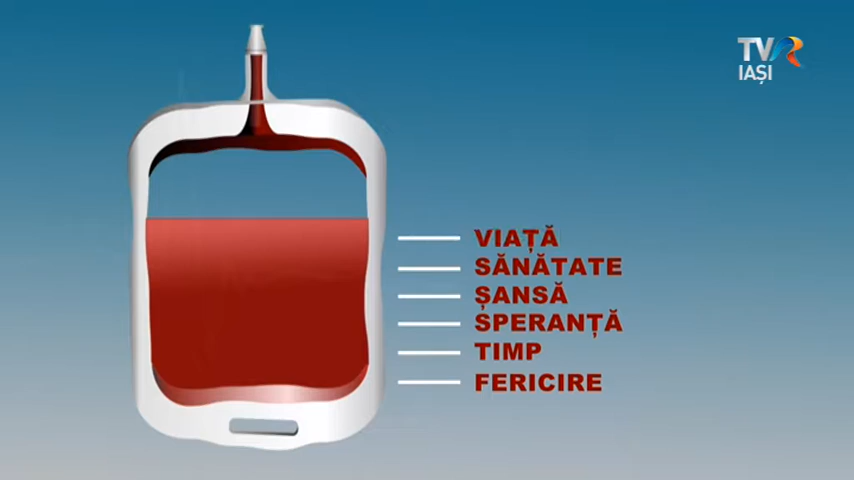 TVR
IAȘI
VIAȚĂ
SĂNĂTATE
ȘANSĂ
SPERANȚĂ
TIMP
FERICIRE